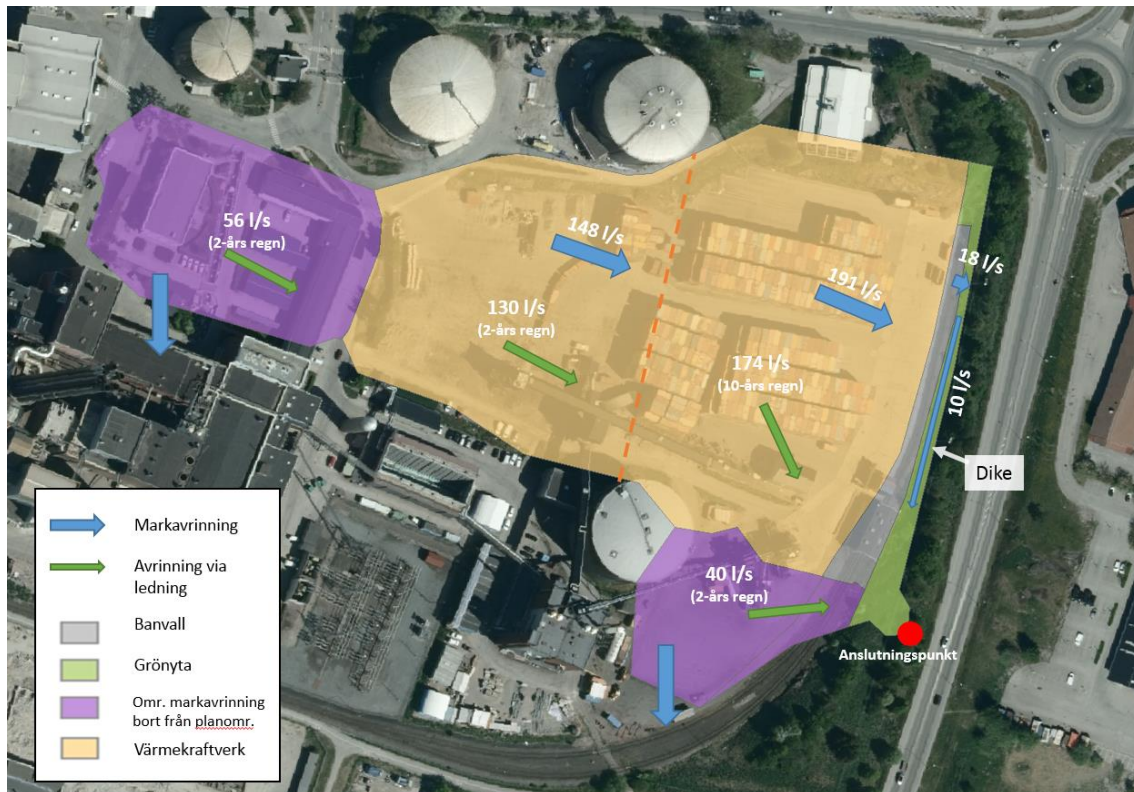 56 l/s
(2-års regn)
148 l/s
130 l/s
(2-års regn)
191 l/s
18 l/s
174 l/s
(10-års regn)
10 l/s
Dike
40 l/s
(2-års regn)
Anslutningspunkt
Markavrinning
Avrinning via
ledning
Banvall
Grönyta
Omr. markavrinning
bort från planomr.
Värmekraftverk